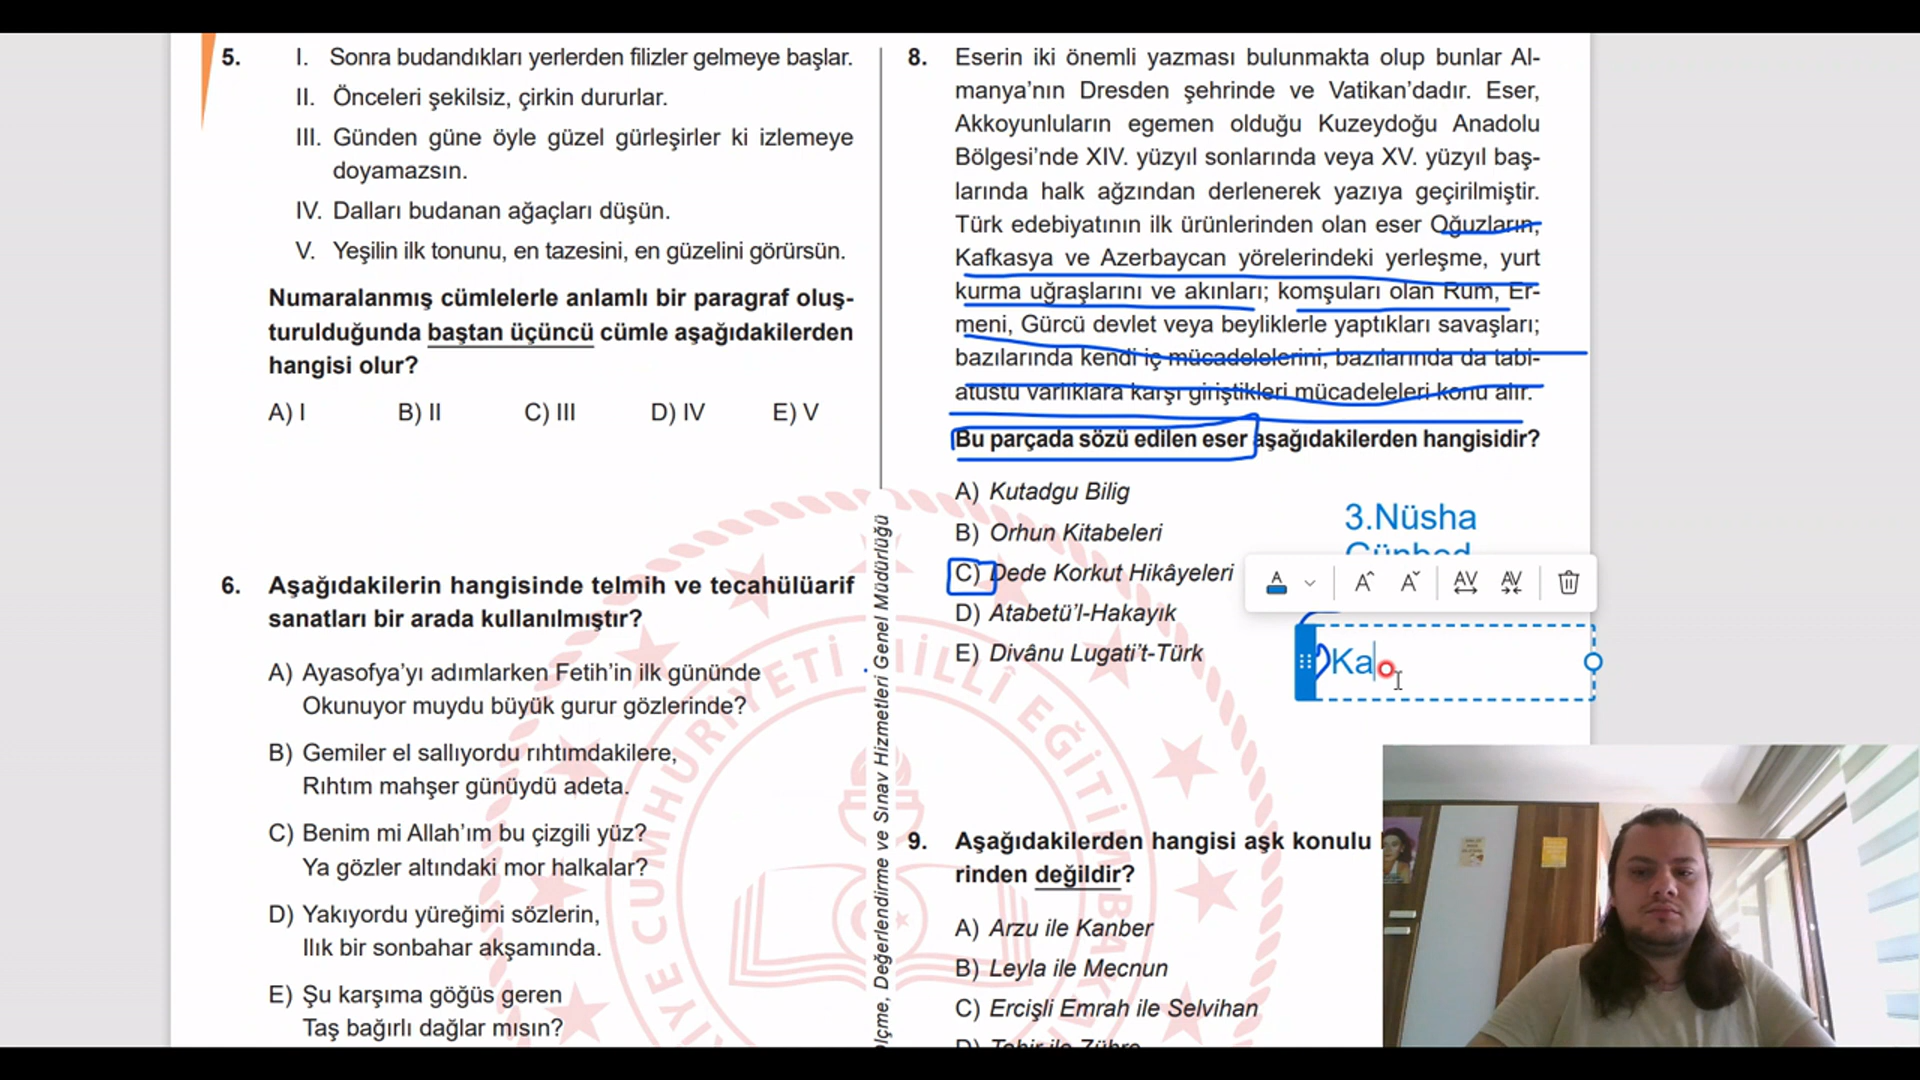 5.
I. Sonra budandıkları yerlerden filizler gelmeye başlar.
II. Önceleri şekilsiz, çirkin dururlar.
III. Günden güne öyle güzel gürleşirler ki izlemeye
doyamazsın.
IV. Dalları budanan ağaçları düşün.
V. Yeşilin ilk tonunu, en tazesini, en güzelini görürsün.
Numaralanmış cümlelerle anlamlı bir paragraf oluş-
turulduğunda baştan üçüncü cümle aşağıdakilerden
hangisi olur?
A) I B) II C) III D) IV E) V
6. Aşağıdakilerin hangisinde telmih ve tecahülüarif
sanatları bir arada kullanılmıştır?
A) Ayasofya’yı adımlarken Fetih’in ilk gününde
Okunuyor muydu büyük gurur gözlerinde?
B) Gemiler el sallıyordu rıhtımdakilere,
Rıhtım mahşer günüydü adeta.
C) Benim mi Allah’ım bu çizgili yüz?
Ya gözler altındaki mor halkalar?
D) Yakıyordu yüreğimi sözlerin,
Ilık bir sonbahar akşamında.
E) Şu karşıma göğüs geren
Taş bağırlı dağlar mısın?
Ölçme, Değerlendirme ve Sınav Hizmetleri Genel Müdürlüğü
CUMHURİYETİ MİLLÎ EĞİTİM
8. Eserin iki önemli yazması bulunmakta olup bunlar Al-
manya’nın Dresden şehrinde ve Vatikan’dadır. Eser,
Akkoyunluların egemen olduğu Kuzeydoğu Anadolu
Bölgesi’nde XIV. yüzyıl sonlarında veya XV. yüzyıl baş-
larında halk ağzından derlenerek yazıya geçirilmiştir.
Türk edebiyatının ilk ürünlerinden olan eser Oğuzların,
Kafkasya ve Azerbaycan yörelerindeki yerleşme, yurt
kurma uğraşlarını ve akınları; komşuları olan Rum, Er-
meni, Gürcü devlet veya beyliklerle yaptıkları savaşları;
bazılarında kendi iç mücadelelerini, bazılarında da tabi-
atüstü varlıklara karşı giriştikleri mücadeleleri konu alır.
Bu parçada sözü edilen eser aşağıdakilerden hangisidir?
A) Kutadgu Bilig
B) Orhun Kitabeleri
C) Dede Korkut Hikâyeleri
D) Atabetü’l-Hakayık
E) Divânu Lugati’t-Türk
3.Nüsha
Günbed
Ka
9. Aşağıdakilerden hangisi aşk konulu
rinden değildir?
A) Arzu ile Kanber
B) Leyla ile Mecnun
C) Ercişli Emrah ile Selvihan
D) Tahir ile Zühre